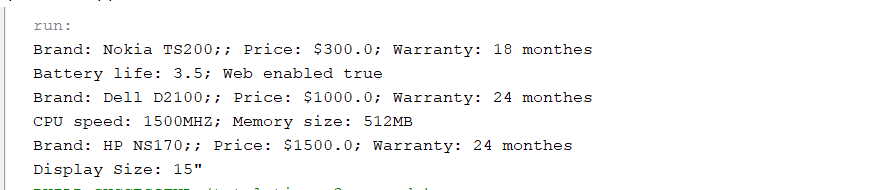 run:
Brand: Nokia TS200;; Price: $300.0; Warranty: 18 monthes
Battery life: 3.5; Web enabled true
Brand: Dell D2100;; Price: $1000.0; Warranty: 24 monthes
CPU speed: 1500MHZ; Memory size: 512MB
Brand: HP NS170;; Price: $1500.0; Warranty: 24 monthes
Display Size: 15"